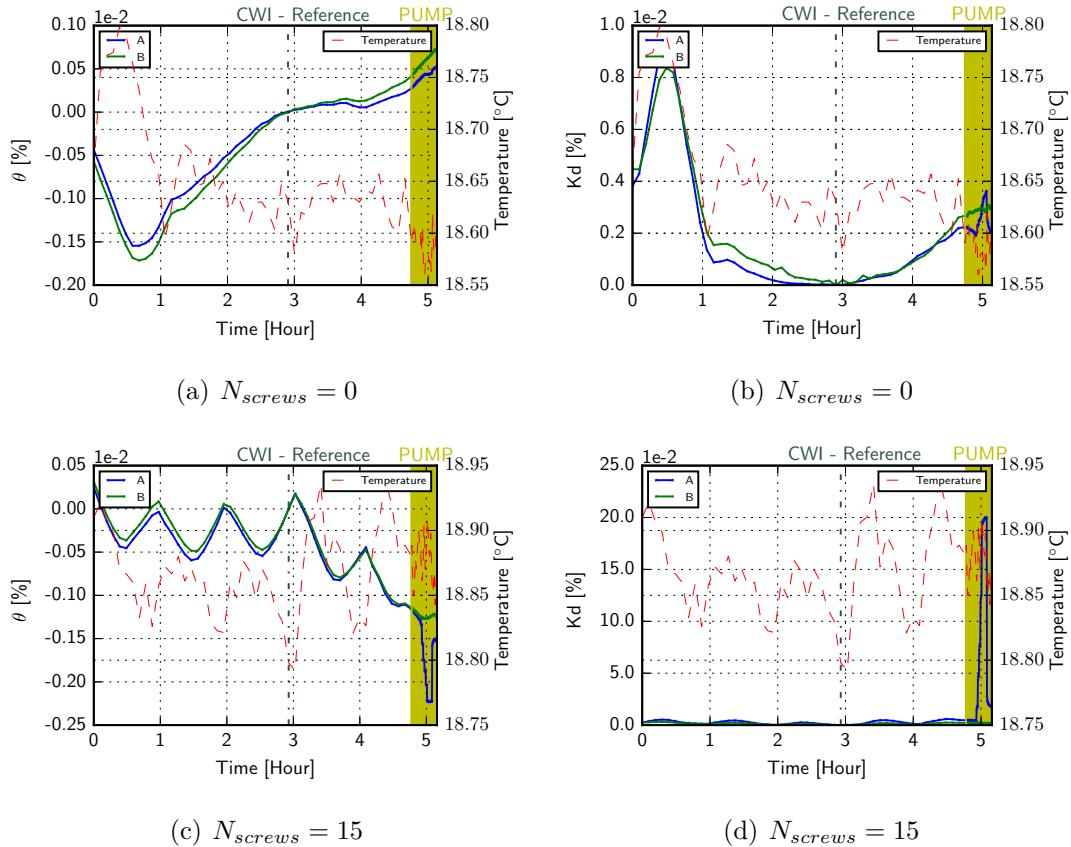 CWI - Reference PUMP
1e-2
A
B
Temperature
0.10
0.05
0.00
-0.05
-0.10
-0.15
-0.20
θ [%]
18.80
18.75
18.70
18.65
18.60
18.55
Temperature [°C]
0 1 2 3 4 5
Time [Hour]
(a) N_screws = 0
CWI - Reference PUMP
1e-2
A
B
Temperature
1.0
0.8
0.6
0.4
0.2
0.0
Kd [%]
18.80
18.75
18.70
18.65
18.60
18.55
Temperature [°C]
0 1 2 3 4 5
Time [Hour]
(b) N_screws = 0
CWI - Reference PUMP
1e-2
A
B
Temperature
0.05
0.00
-0.05
-0.10
-0.15
-0.20
-0.25
θ [%]
18.95
18.90
18.85
18.80
18.75
Temperature [°C]
0 1 2 3 4 5
Time [Hour]
(c) N_screws = 15
CWI - Reference PUMP
1e-2
A
B
Temperature
25.0
20.0
15.0
10.0
5.0
0.0
Kd [%]
18.95
18.90
18.85
18.80
18.75
Temperature [°C]
0 1 2 3 4 5
Time [Hour]
(d) N_screws = 15